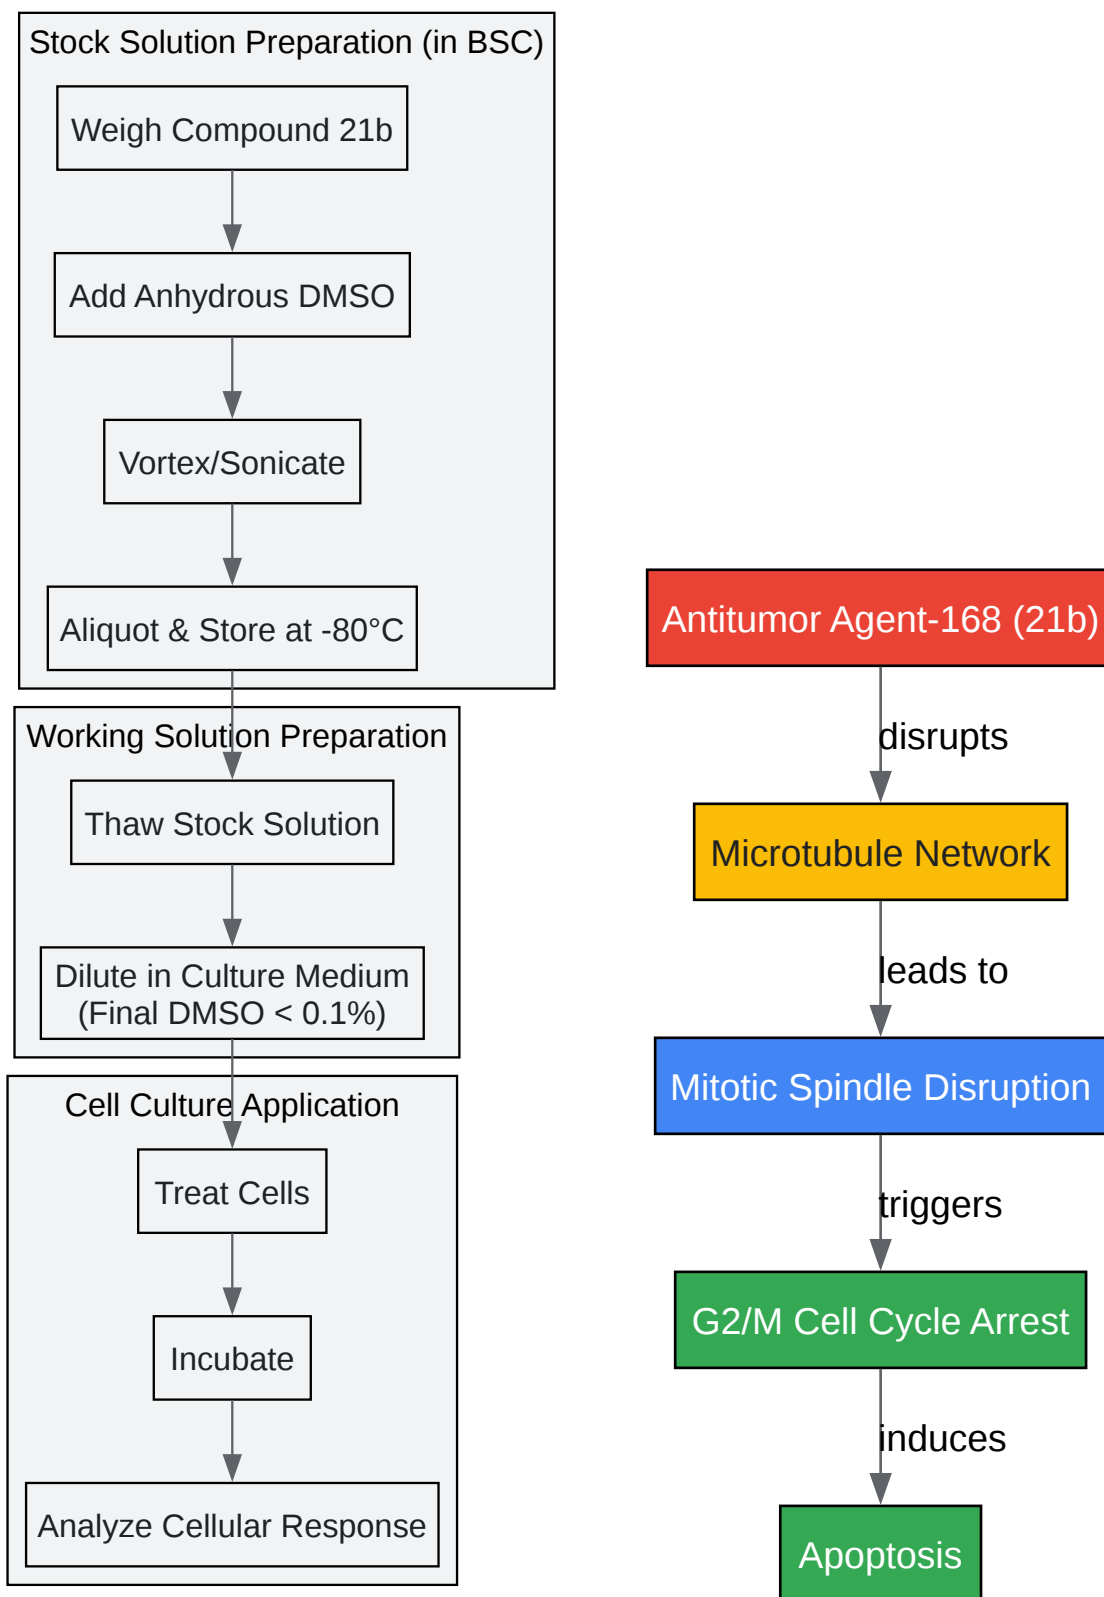 Stock Solution Preparation (in BSC)
Weigh Compound 21b
Add Anhydrous DMSO
Vortex/Sonicate
Aliquot & Store at -80°C
Working Solution Preparation
Thaw Stock Solution
Dilute in Culture Medium
(Final DMSO < 0.1%)
Cell Culture Application
Treat Cells
Incubate
Analyze Cellular Response
Antitumor Agent-168 (21b)
disrupts
Microtubule Network
leads to
Mitotic Spindle Disruption
triggers
G2/M Cell Cycle Arrest
induces
Apoptosis